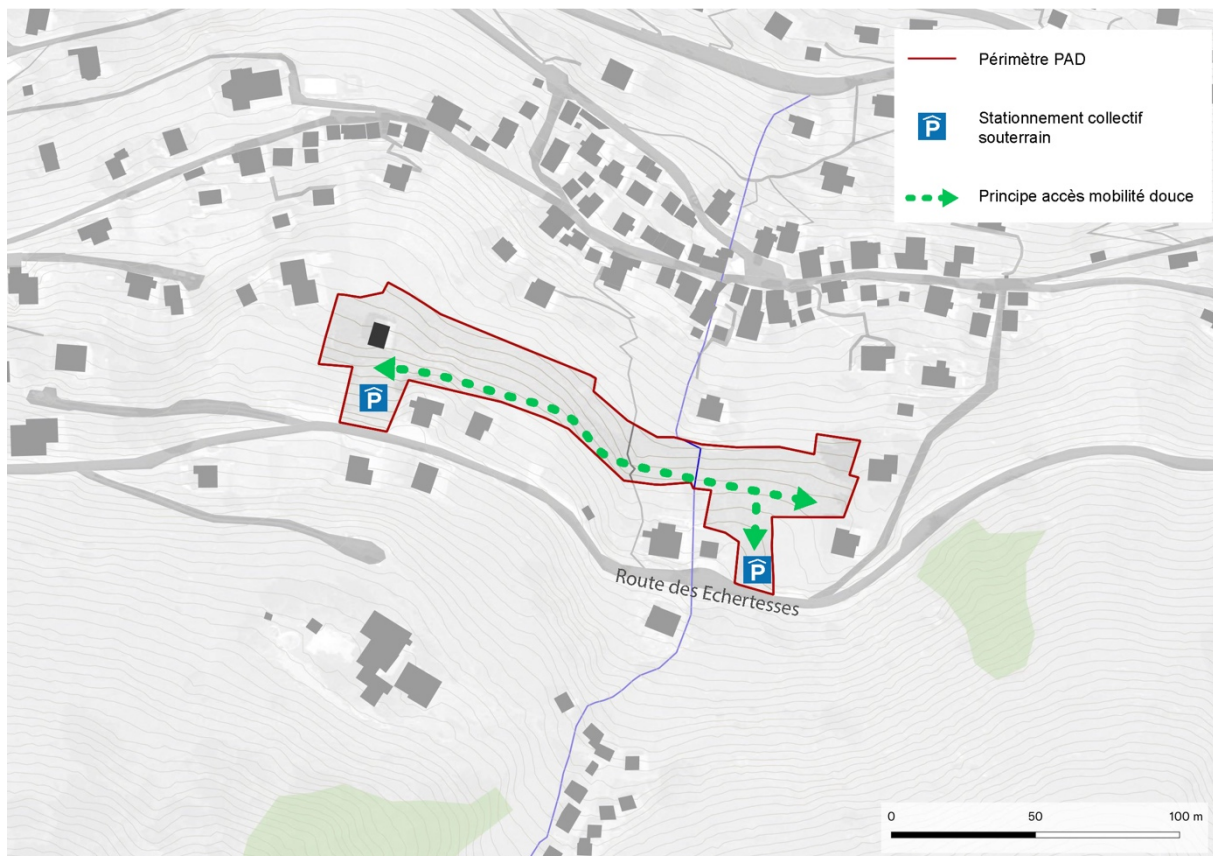 Périmètre PAD
P
Stationnement collectif
souterrain
Principe accès mobilité douce
P
P
Route des Echertesses
0 50 100 m